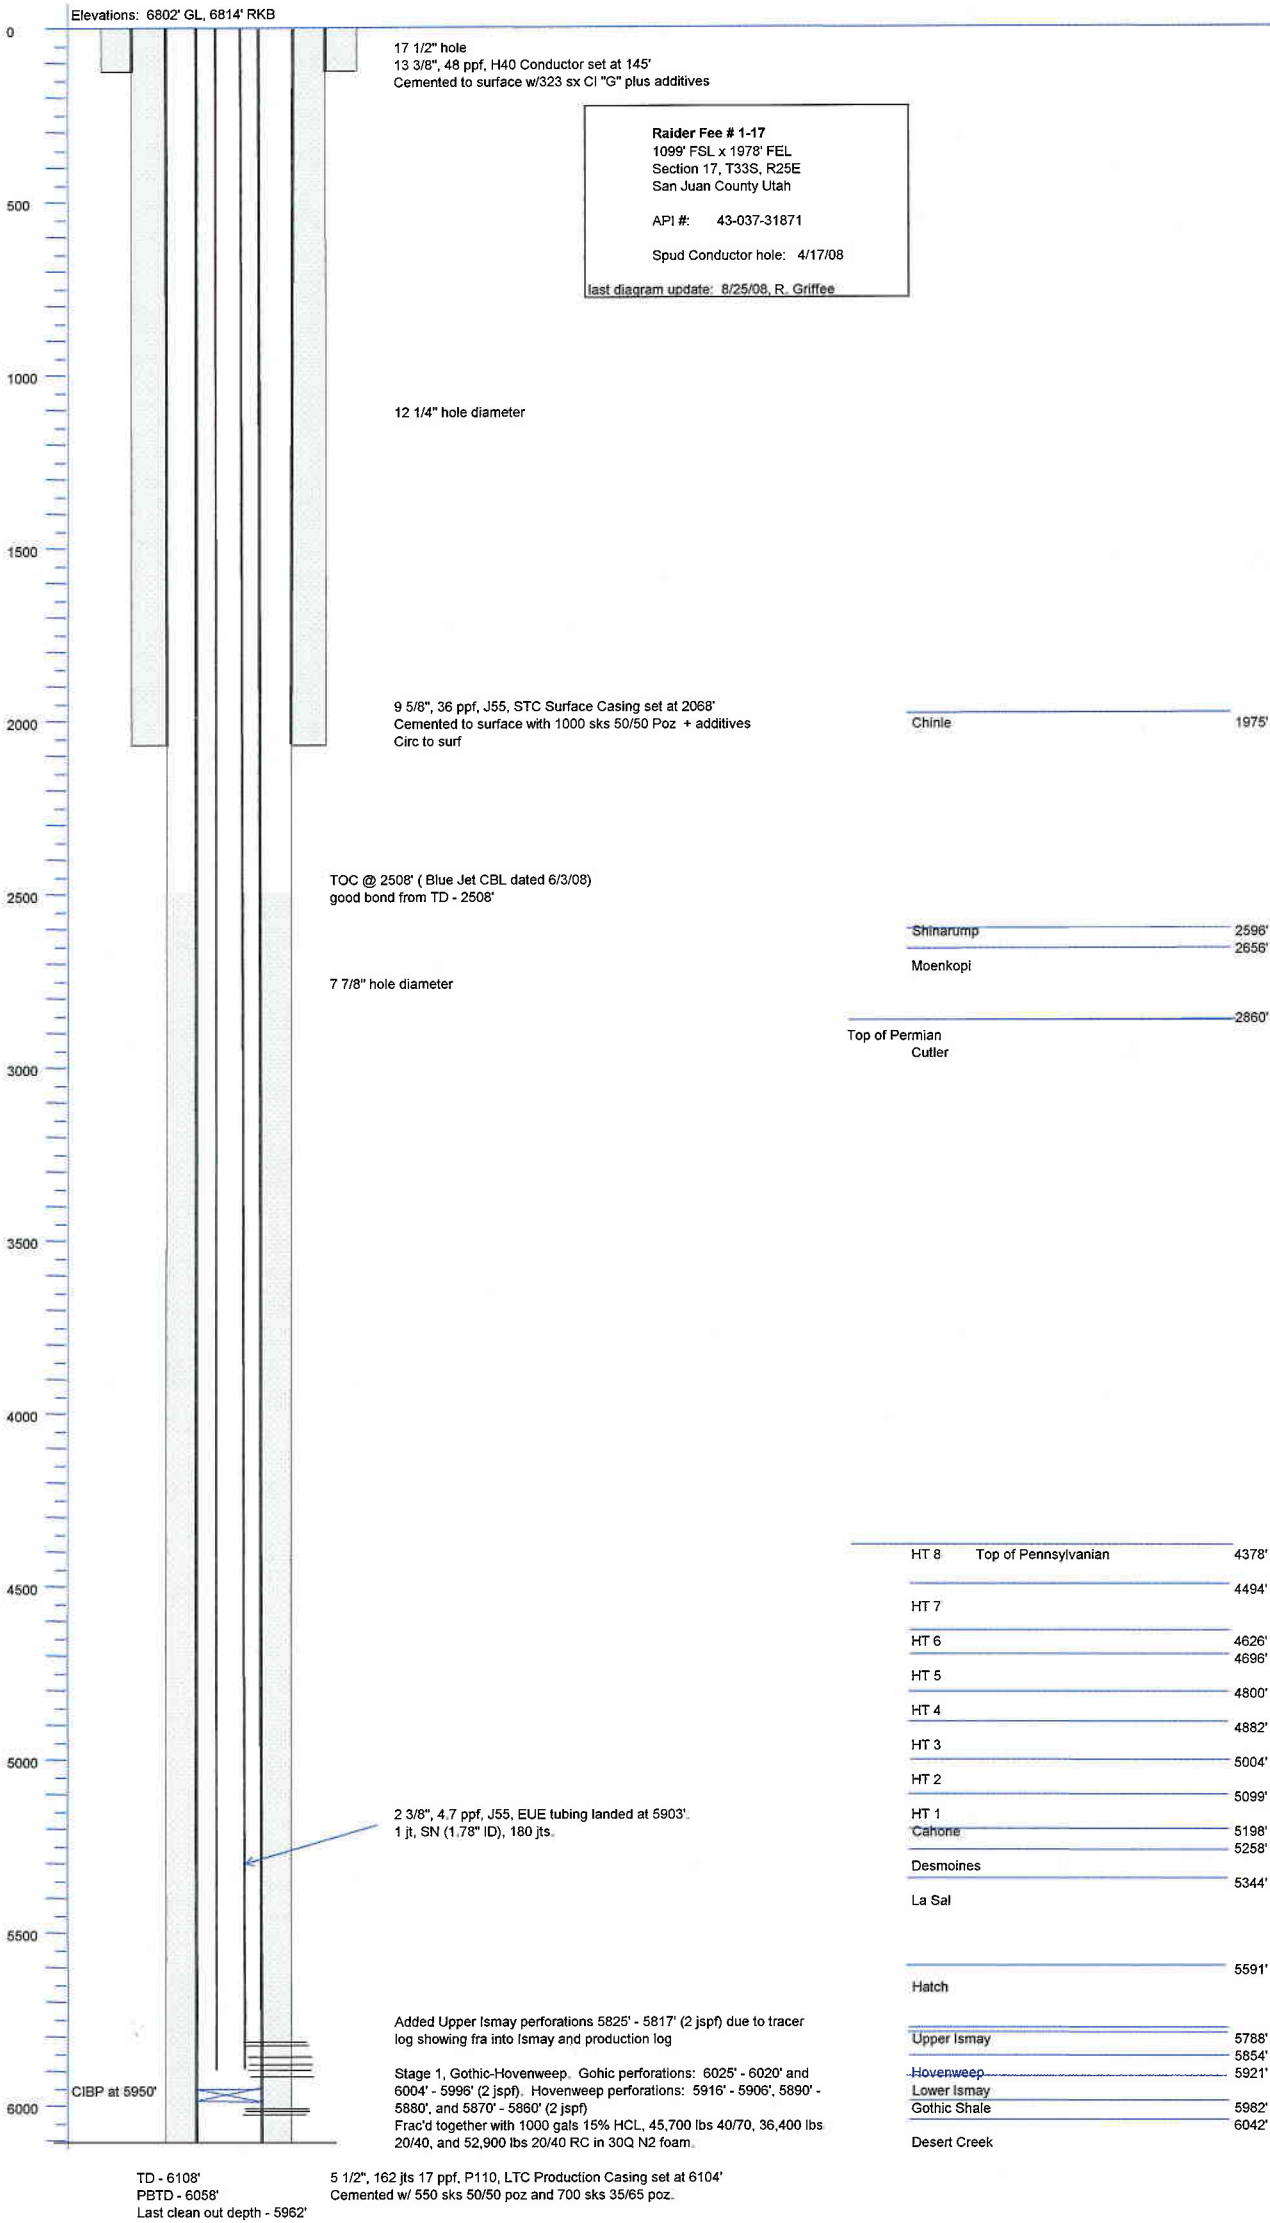 Elevations: 6802' GL, 6814' RKB
0
17 1/2" hole
13 3/8", 48 ppf, H40 Conductor set at 145'
Cemented to surface w/323 sx Cl "G" plus additives
Raider Fee # 1-17
1099' FSL x 1978' FEL
Section 17, T33S, R25E
San Juan County Utah
API #: 43-037-31871
Spud Conductor hole: 4/17/08
last diagram update: 8/25/08, R. Griffee
500
1000
12 1/4" hole diameter
1500
9 5/8", 36 ppf, J55, STC Surface Casing set at 2068'
Cemented to surface with 1000 sks 50/50 Poz + additives
Circ to surf
2000
Chinle 1975'
TOC @ 2508' ( Blue Jet CBL dated 6/3/08)
good bond from TD - 2508'
2500
Shinarump 2596'
2656'
Moenkopi
7 7/8" hole diameter
2860'
Top of Permian
Cutler
3000
3500
4000
HT 8 Top of Pennsylvanian 4378'
4500
4494'
HT 7
HT 6 4626'
4696'
HT 5
4800'
HT 4
4882'
HT 3
5000
5004'
HT 2
5099'
2 3/8", 4.7 ppf, J55, EUE tubing landed at 5903'.
1 jt, SN (1.78" ID), 180 jts.
HT 1
Cahone 5198'
5258'
Desmoines
5344'
La Sal
5500
5591'
Hatch
Added Upper Ismay perforations 5825' - 5817' (2 jspf) due to tracer
log showing fra into Ismay and production log
Upper Ismay 5788'
5854'
Stage 1, Gothic-Hovenweep. Gohic perforations: 6025' - 6020' and
6004' - 5996' (2 jspf). Hovenweep perforations: 5916' - 5906', 5890' -
5880', and 5870' - 5860' (2 jspf)
Frac'd together with 1000 gals 15% HCL, 45,700 lbs 40/70, 36,400 lbs
20/40, and 52,900 lbs 20/40 RC in 30Q N2 foam.
Hovenweep 5921'
CIBP at 5950'
Lower Ismay
6000
Gothic Shale 5982'
6042'
Desert Creek
TD - 6108'
PBTD - 6058'
Last clean out depth - 5962'
5 1/2", 162 jts 17 ppf, P110, LTC Production Casing set at 6104'
Cemented w/ 550 sks 50/50 poz and 700 sks 35/65 poz.